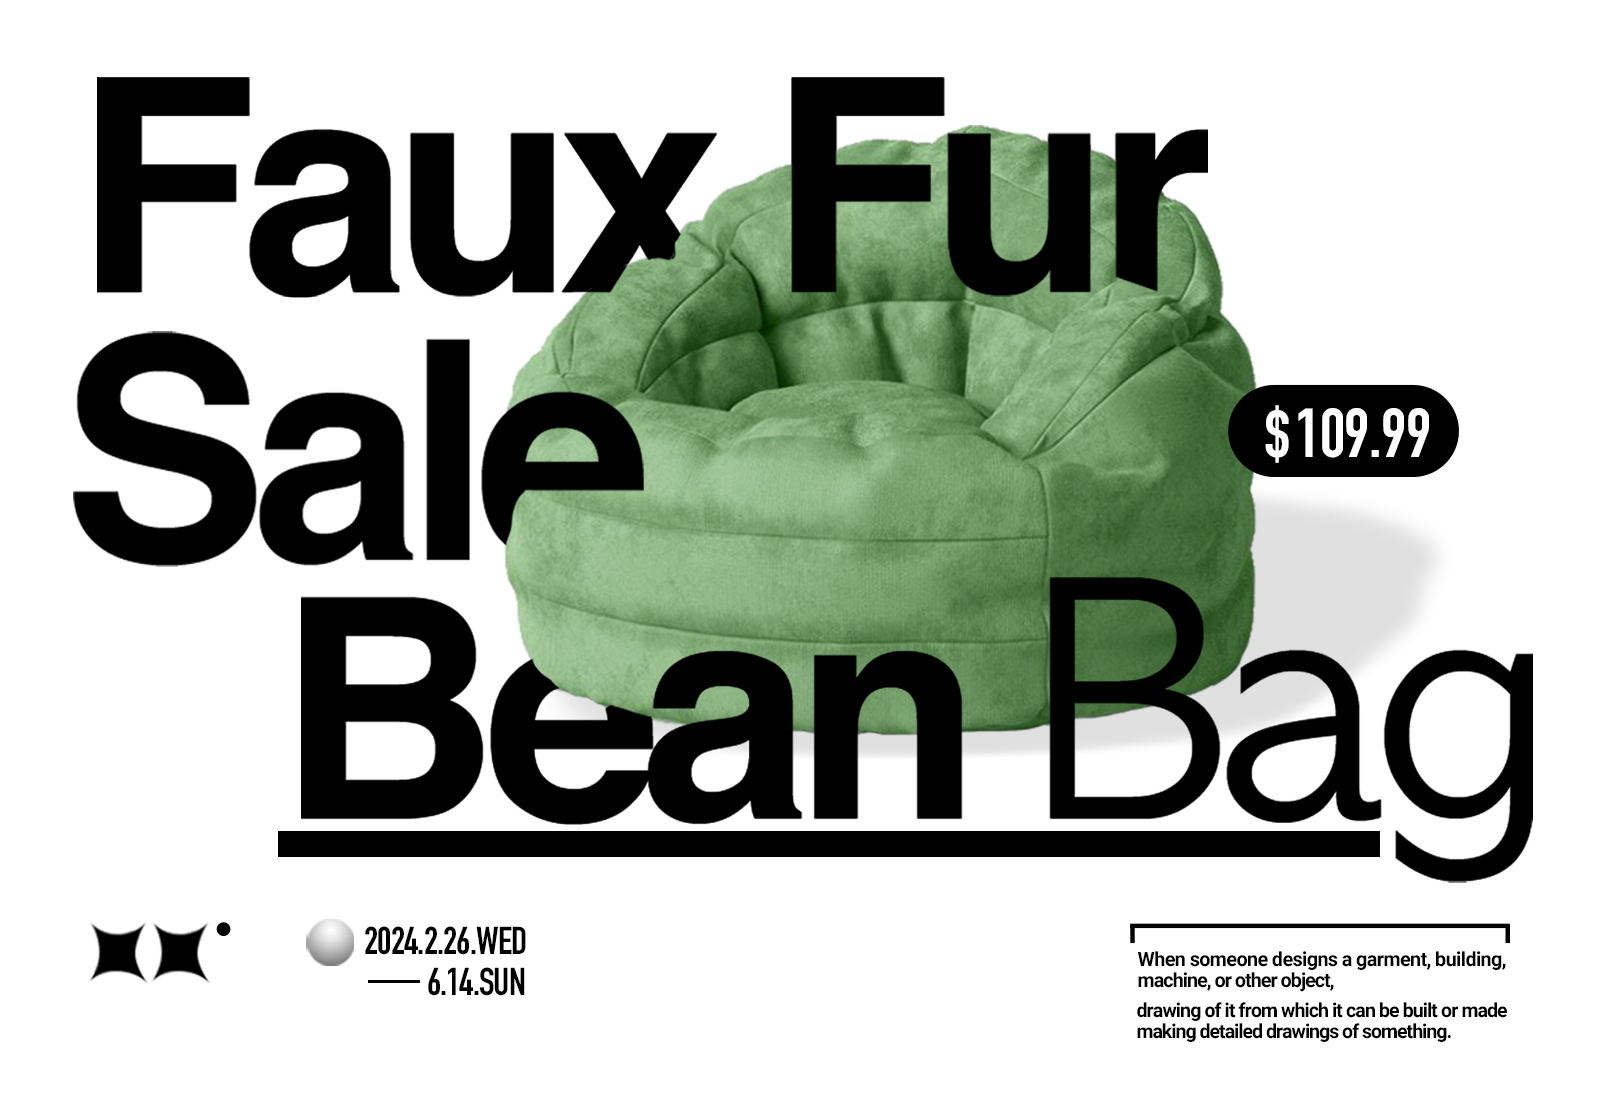 Faux Fur
Sale
Bean Bag
$109.99
2024.2.26.WED
6.14.SUN
When someone designs a garment, building,
machine, or other object,
drawing of it from which it can be built or made
making detailed drawings of something.